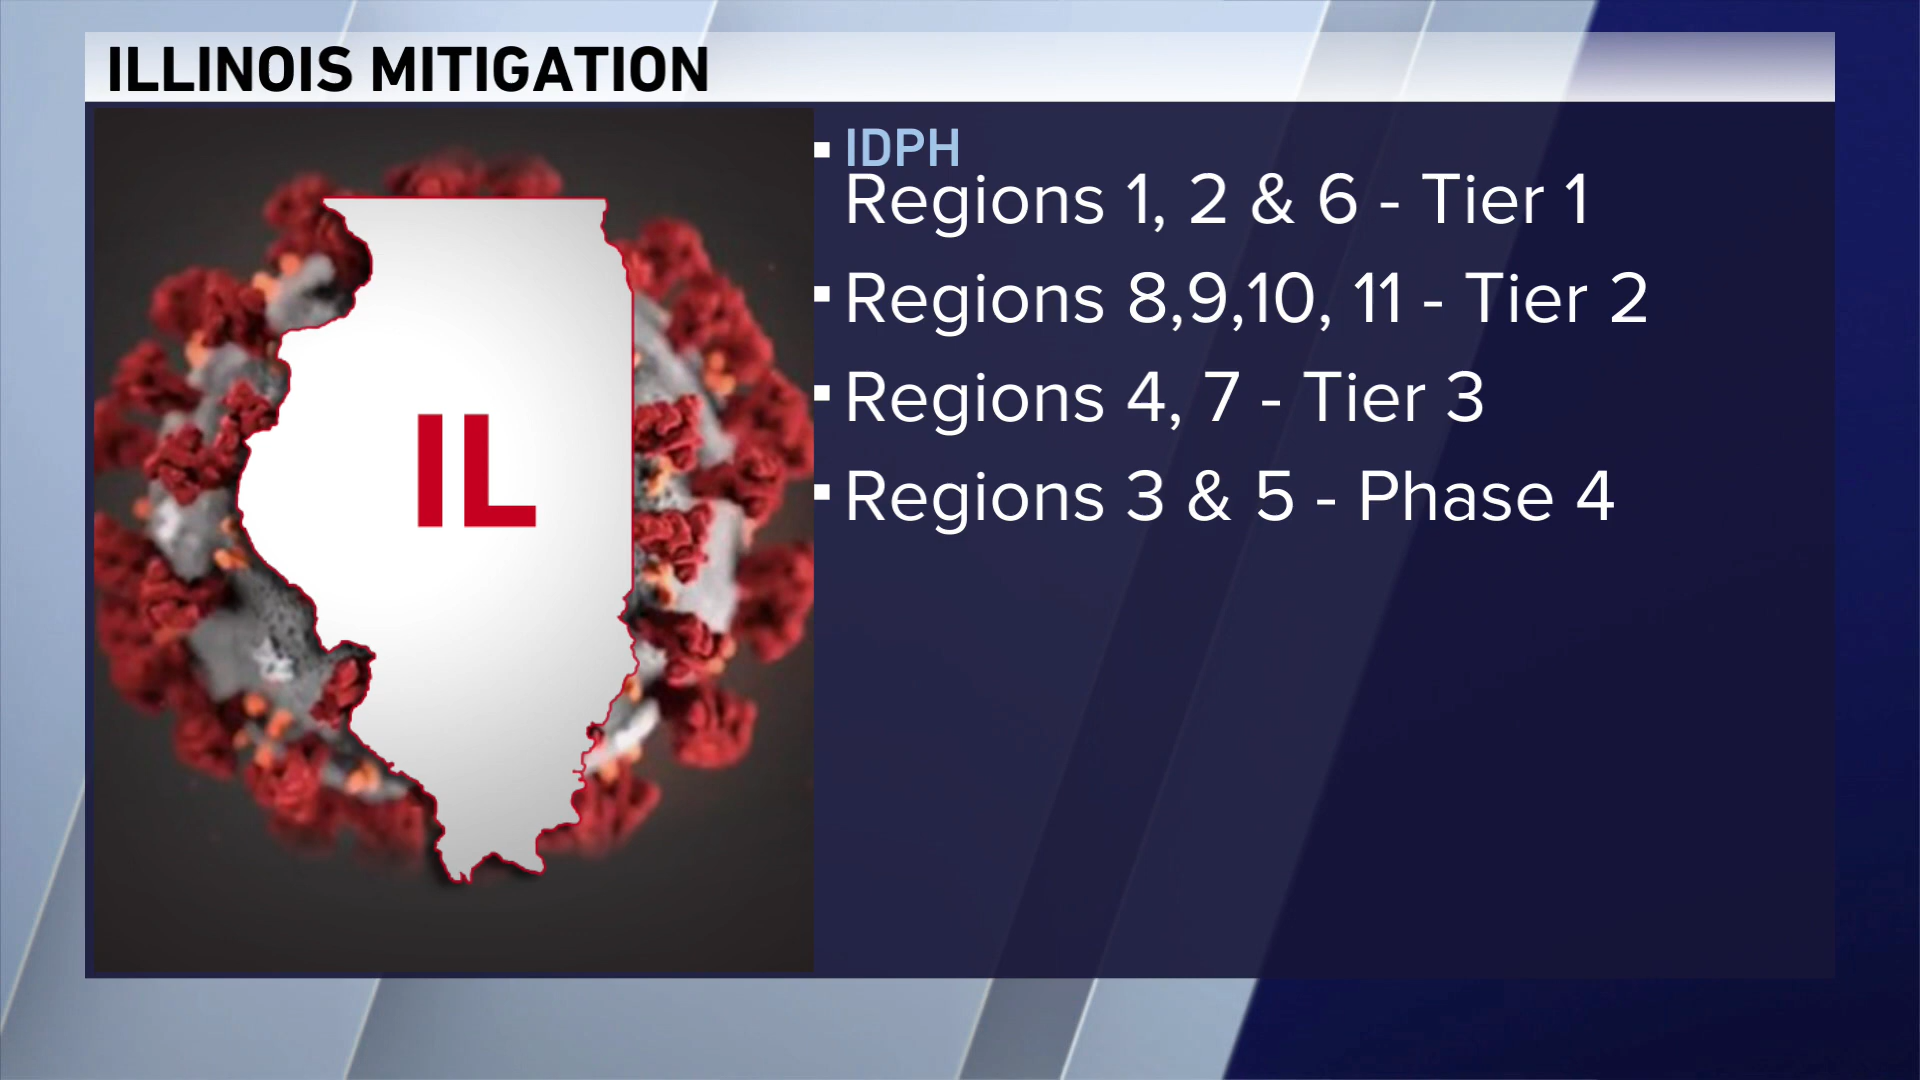 ILLINOIS MITIGATION
IL
IDPH
Regions 1, 2 & 6 - Tier 1
Regions 8,9,10, 11 - Tier 2
Regions 4, 7 - Tier 3
Regions 3 & 5 - Phase 4